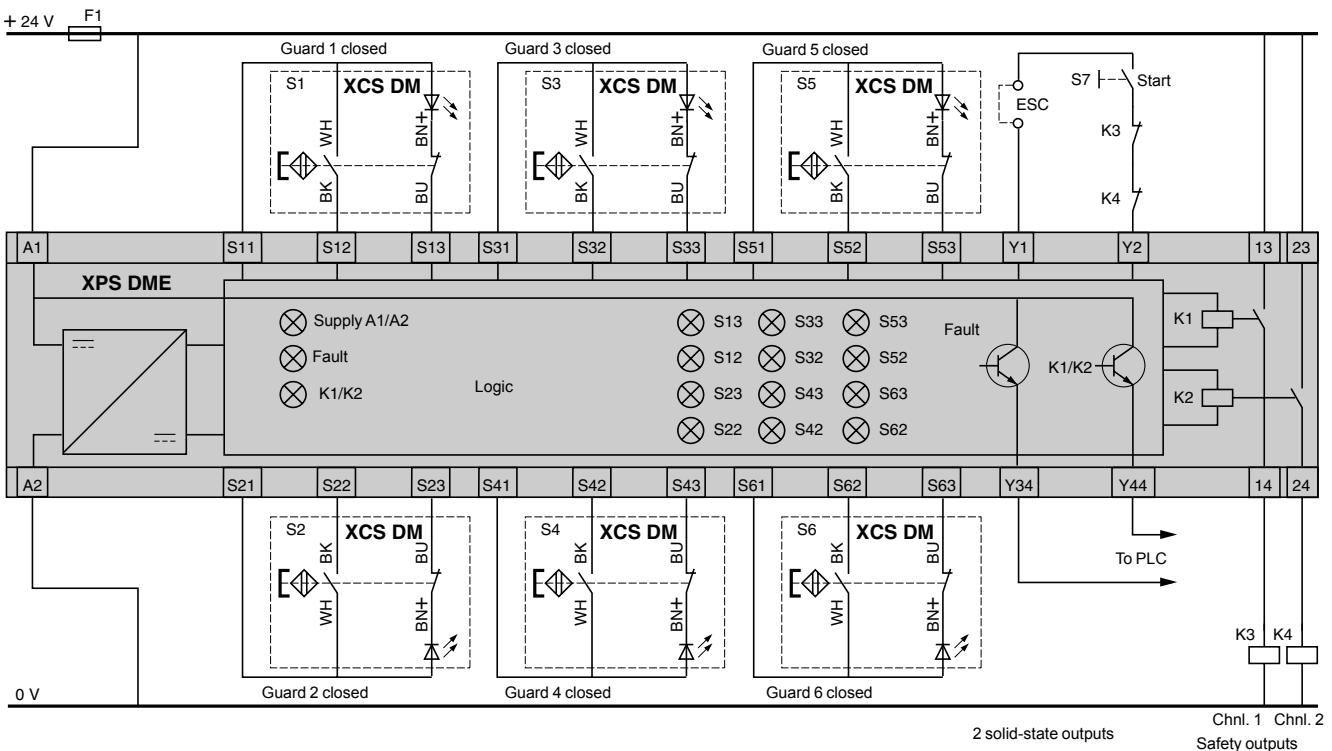 + 24 V F1
Guard 1 closed Guard 3 closed Guard 5 closed
S1 XCS DM S3 XCS DM S5 XCS DM S7 Start
ESC
WH BN+ WH BN+ WH BN+ K3
BK BU BK BU BK BU K4
A1 S11 S12 S13 S31 S32 S33 S51 S52 S53 Y1 Y2 13 23
XPS DME
Supply A1/A2 S13 S33 S53 Fault K1
Fault S12 S32 S52 K1/K2
Logic
K1/K2 S23 S43 S63 K2
S22 S42 S62
A2 S21 S22 S23 S41 S42 S43 S61 S62 S63 Y34 Y44 14 24
S2 XCS DM S4 XCS DM S6 XCS DM
BK BU BK BU BK BU To PLC
WH BN+ WH BN+ WH BN+
K3 K4
0 V Guard 2 closed Guard 4 closed Guard 6 closed
Chnl. 1 Chnl. 2
2 solid-state outputs Safety outputs